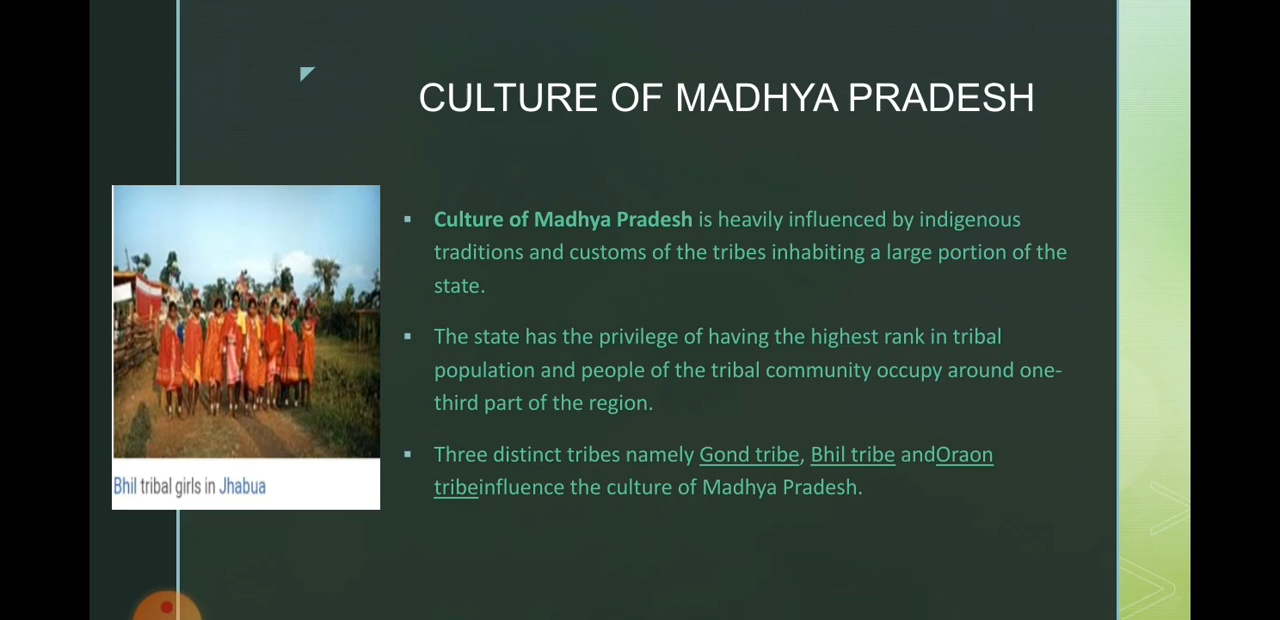 CULTURE OF MADHYA PRADESH
Culture of Madhya Pradesh is heavily influenced by indigenous
traditions and customs of the tribes inhabiting a large portion of the
state.
The state has the privilege of having the highest rank in tribal
population and people of the tribal community occupy around one-
third part of the region.
Three distinct tribes namely Gond tribe, Bhil tribe andOraon
tribeinfluence the culture of Madhya Pradesh.
Bhil tribal girls in Jhabua